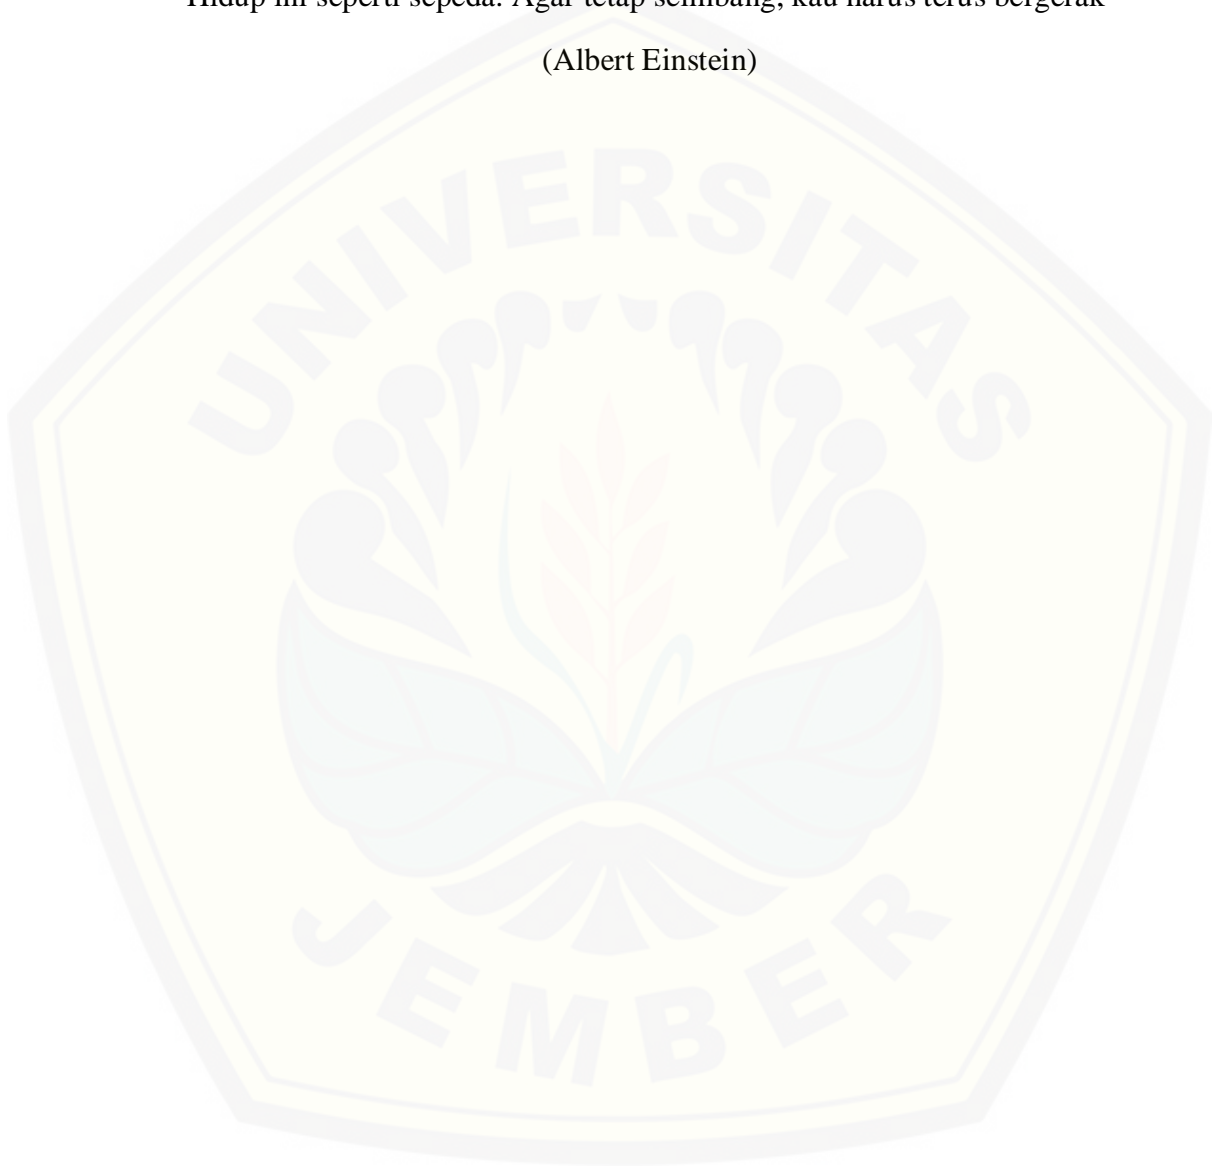 Hidup ini seperti sepeda. Agar tetap seimbang, kau harus terus bergerak
(Albert Einstein)
UNIVERSITAS
JEMBER